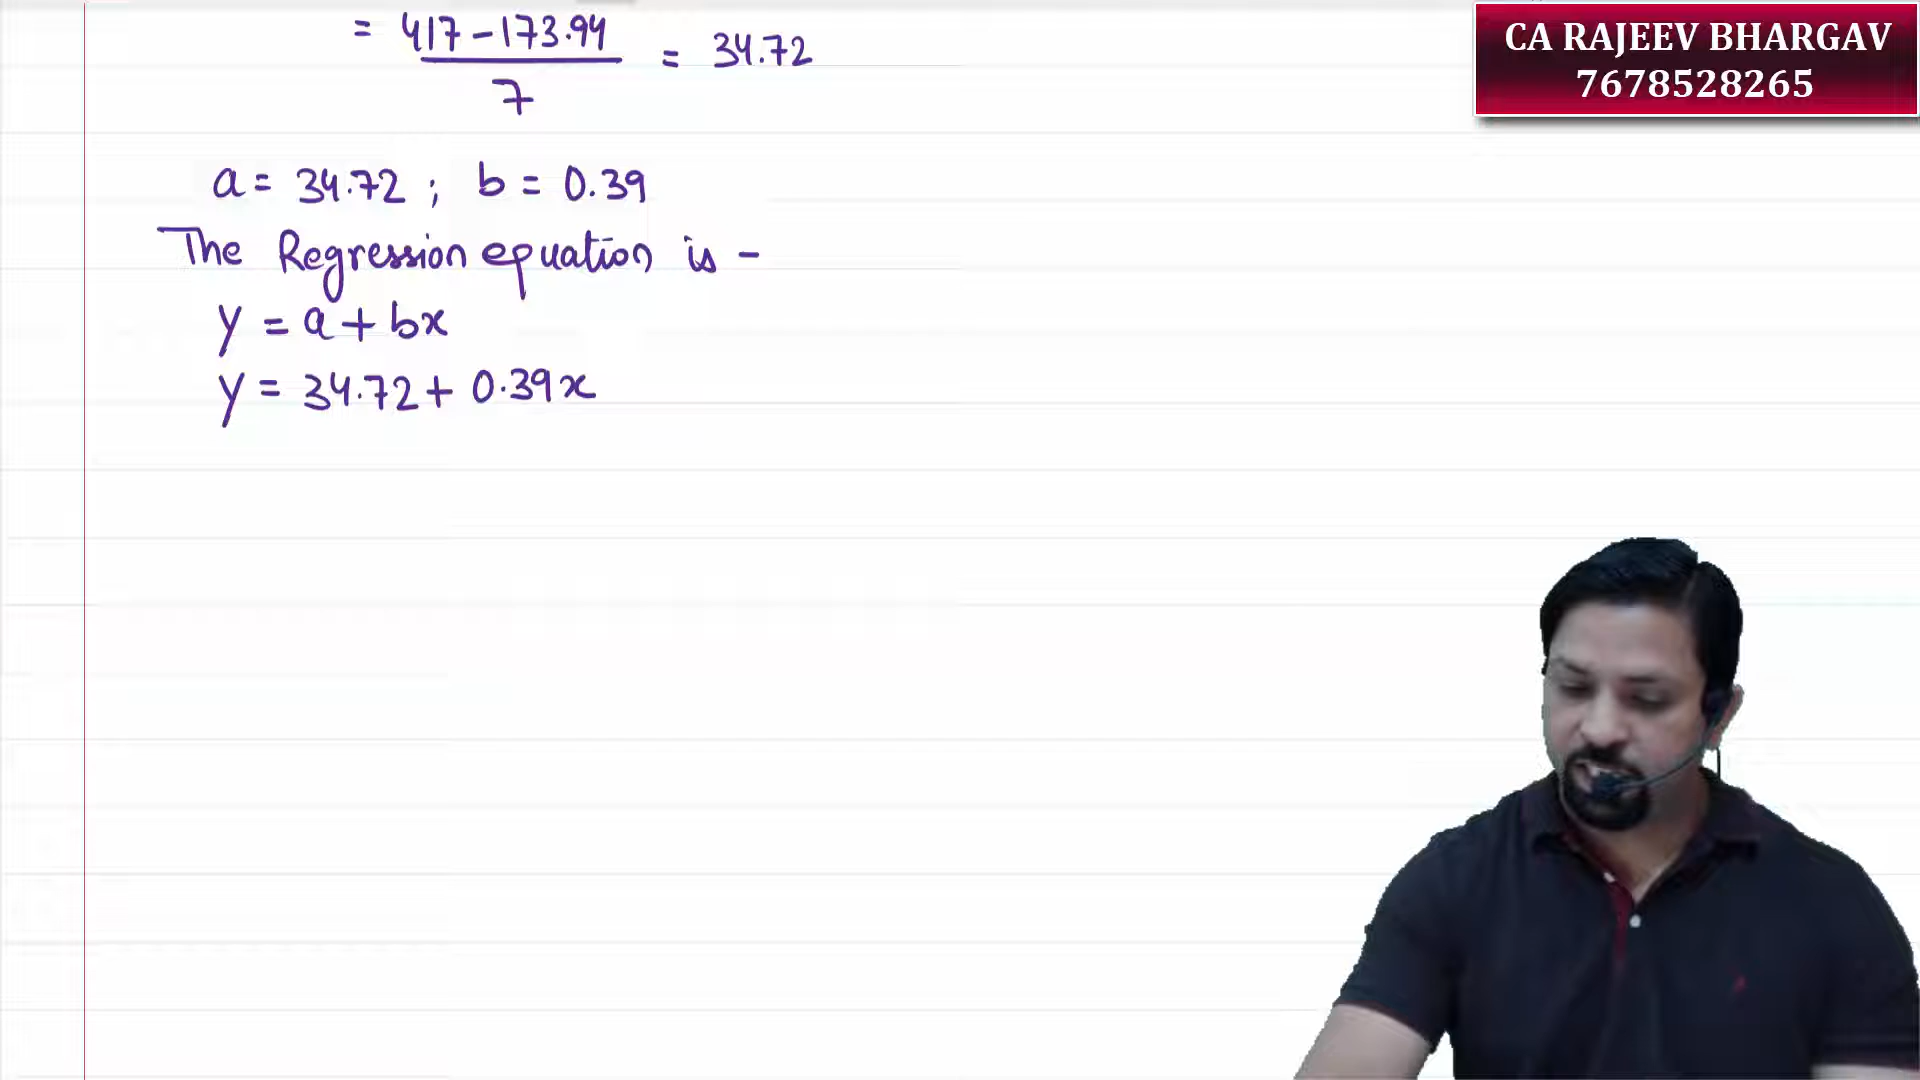 = 417 - 173.94 / 7 = 34.72
CA RAJEEV BHARGAV
7678528265
a = 34.72 ; b = 0.39
The Regression equation is -
y = a + bx
y = 34.72 + 0.39x